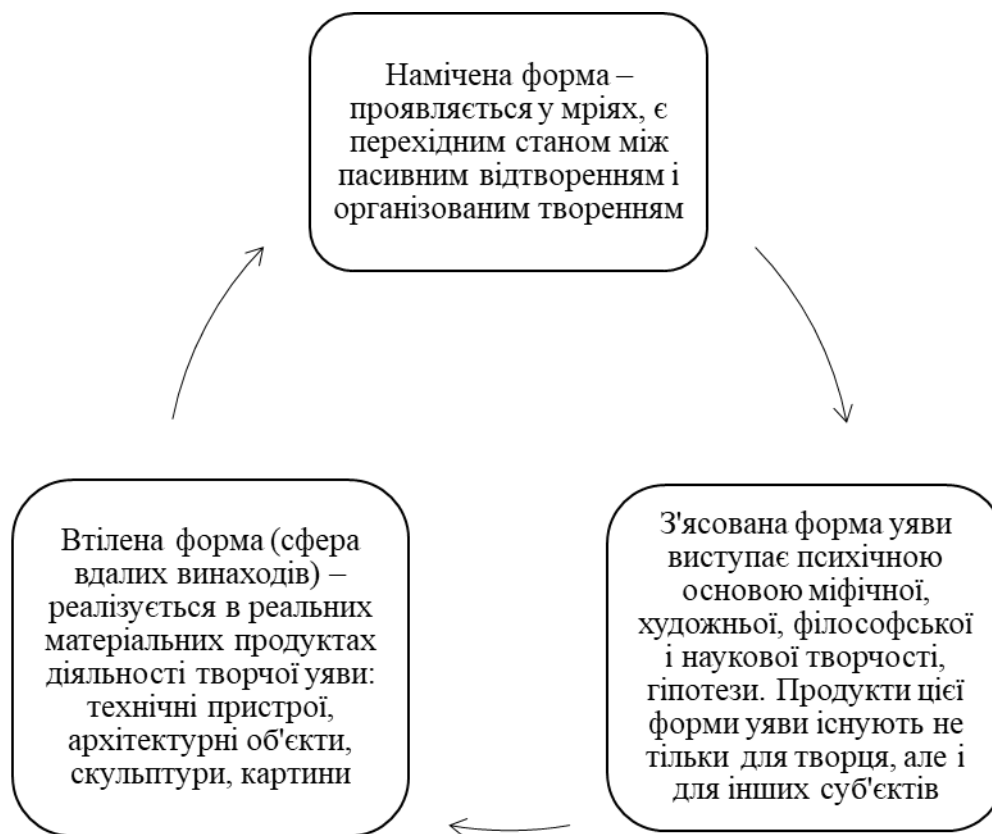 Намічена форма –
проявляється у мріях, є
перехідним станом між
пасивним відтворенням і
організованим творенням
З'ясована форма уяви
виступає психічною
основою міфічної,
художньої, філософської
і наукової творчості,
гіпотези. Продукти цієї
форми уяви існують не
тільки для творця, але і
для інших суб'єктів
Втілена форма (сфера
вдалих винаходів) –
реалізується в реальних
матеріальних продуктах
діяльності творчої уяви:
технічні пристрої,
архітектурні об'єкти,
скульптури, картини